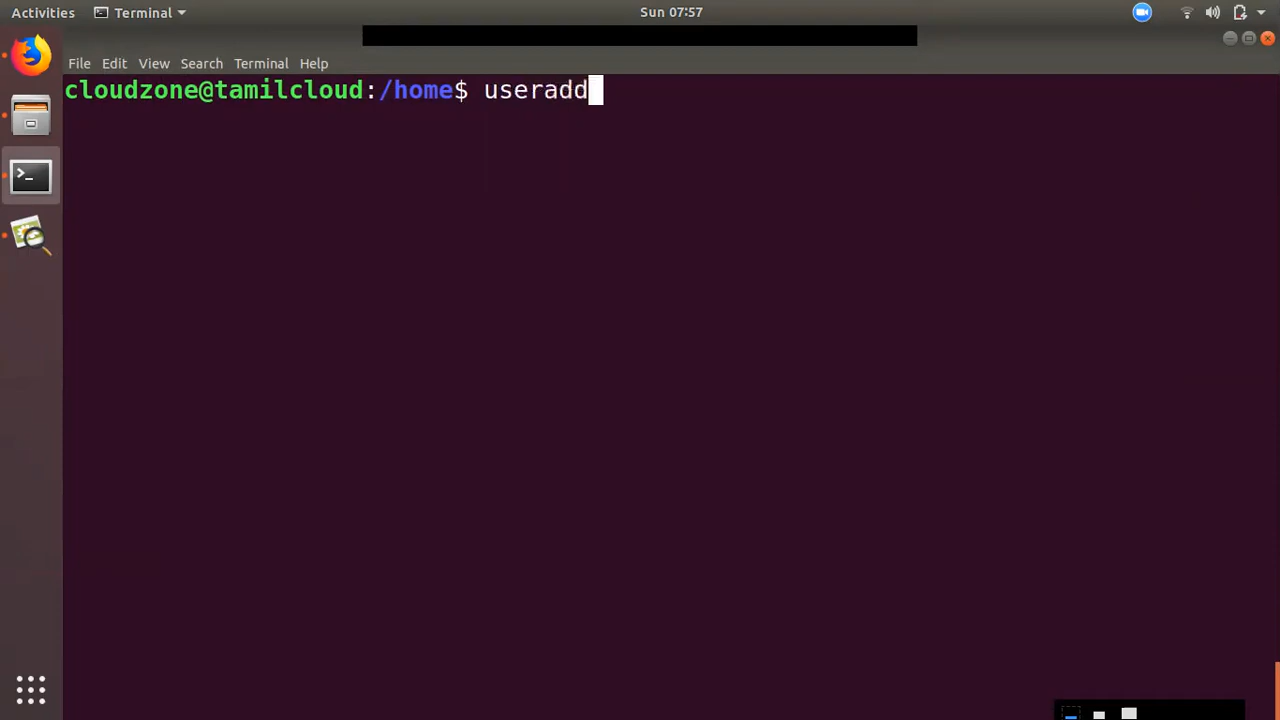 Activities Terminal Sun 07:57
File Edit View Search Terminal Help
cloudzone@tamilcloud:/home$ useradd